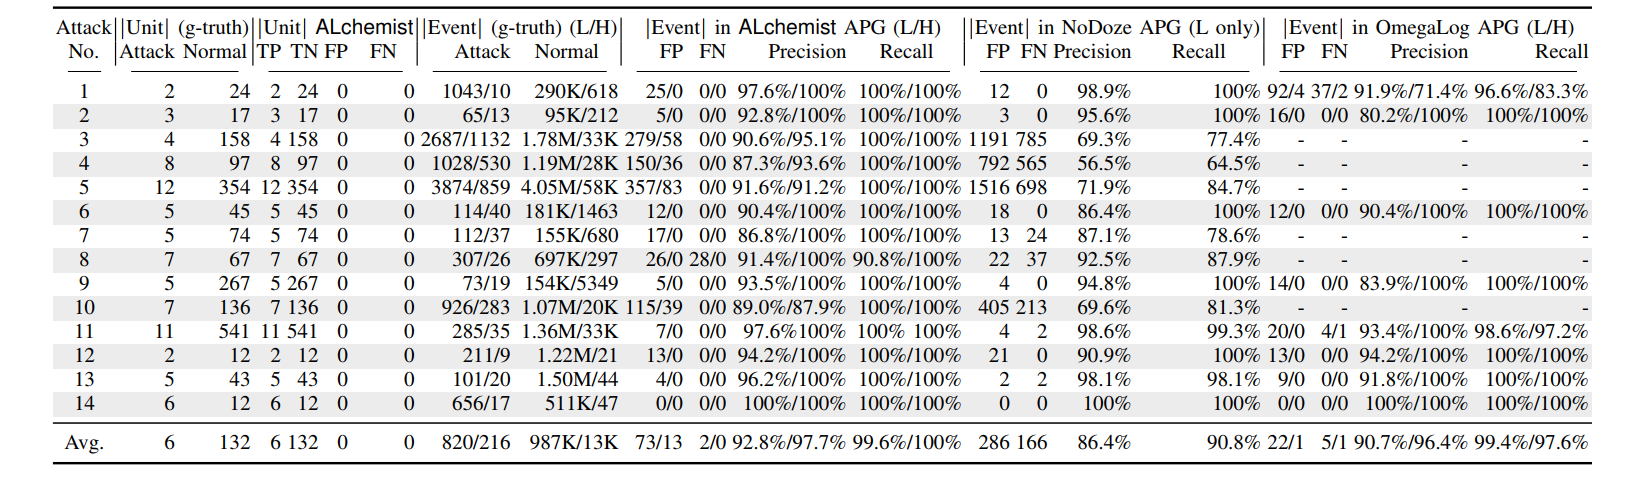 Attack |Unit| (g-truth) |Unit| ALchemist |Event| (g-truth) (L/H) |Event| in ALchemist APG (L/H) |Event| in NoDoze APG (L only) |Event| in OmegaLog APG (L/H)
No. Attack Normal TP TN FP FN Attack Normal FP FN Precision Recall FP FN Precision Recall FP FN Precision Recall
1 2 24 2 24 0 0 1043/10 290K/618 25/0 0/0 97.6%/100% 100%/100% 12 0 98.9% 100% 92/4 37/2 91.9%/71.4% 96.6%/83.3%
2 3 17 3 17 0 0 65/13 95K/212 5/0 0/0 92.8%/100% 100%/100% 3 0 95.6% 100% 16/0 0/0 80.2%/100% 100%/100%
3 4 158 4 158 0 0 2687/1132 1.78M/33K 279/58 0/0 90.6%/95.1% 100%/100% 1191 785 69.3% 77.4% - - - -
4 8 97 8 97 0 0 1028/530 1.19M/28K 150/36 0/0 87.3%/93.6% 100%/100% 792 565 56.5% 64.5% - - - -
5 12 354 12 354 0 0 3874/859 4.05M/58K 357/83 0/0 91.6%/91.2% 100%/100% 1516 698 71.9% 84.7% - - - -
6 5 45 5 45 0 0 114/40 181K/1463 12/0 0/0 90.4%/100% 100%/100% 18 0 86.4% 100% 12/0 0/0 90.4%/100% 100%/100%
7 5 74 5 74 0 0 112/37 155K/680 17/0 0/0 86.8%/100% 100%/100% 13 24 87.1% 78.6% - - - -
8 7 67 7 67 0 0 307/26 697K/297 26/0 28/0 91.4%/100% 90.8%/100% 22 37 92.5% 87.9% - - - -
9 5 267 5 267 0 0 73/19 154K/5349 5/0 0/0 93.5%/100% 100%/100% 4 0 94.8% 100% 14/0 0/0 83.9%/100% 100%/100%
10 7 136 7 136 0 0 926/283 1.07M/20K 115/39 0/0 89.0%/87.9% 100%/100% 405 213 69.6% 81.3% - - - -
11 11 541 11 541 0 0 285/35 1.36M/33K 7/0 0/0 97.6%100% 100% 100% 4 2 98.6% 99.3% 20/0 4/1 93.4%/100% 98.6%/97.2%
12 2 12 2 12 0 0 211/9 1.22M/21 13/0 0/0 94.2%/100% 100%/100% 21 0 90.9% 100% 13/0 0/0 94.2%/100% 100%/100%
13 5 43 5 43 0 0 101/20 1.50M/44 4/0 0/0 96.2%/100% 100%/100% 2 2 98.1% 98.1% 9/0 0/0 91.8%/100% 100%/100%
14 6 12 6 12 0 0 656/17 511K/47 0/0 0/0 100%/100% 100%/100% 0 0 100% 100% 0/0 0/0 100%/100% 100%/100%
Avg. 6 132 6 132 0 0 820/216 987K/13K 73/13 2/0 92.8%/97.7% 99.6%/100% 286 166 86.4% 90.8% 22/1 5/1 90.7%/96.4% 99.4%/97.6%